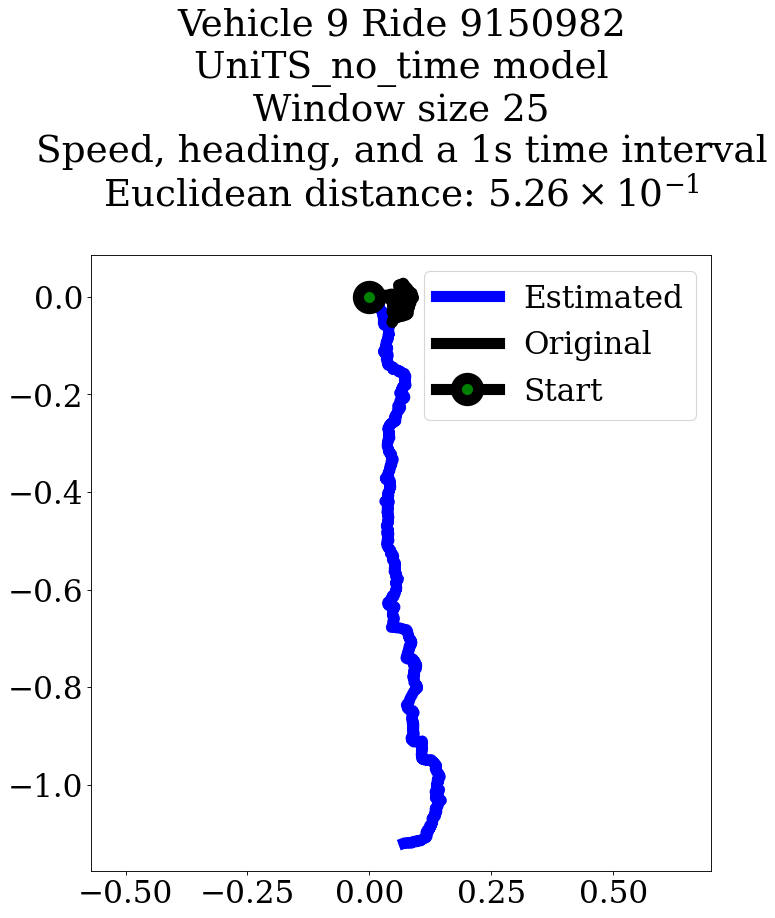 Vehicle 9 Ride 9150982
UniTS_no_time model
Window size 25
Speed, heading, and a 1s time interval
Euclidean distance: 5.26 × 10⁻¹
Estimated
Original
Start
0.0
−0.2
−0.4
−0.6
−0.8
−1.0
−0.50 −0.25 0.00 0.25 0.50